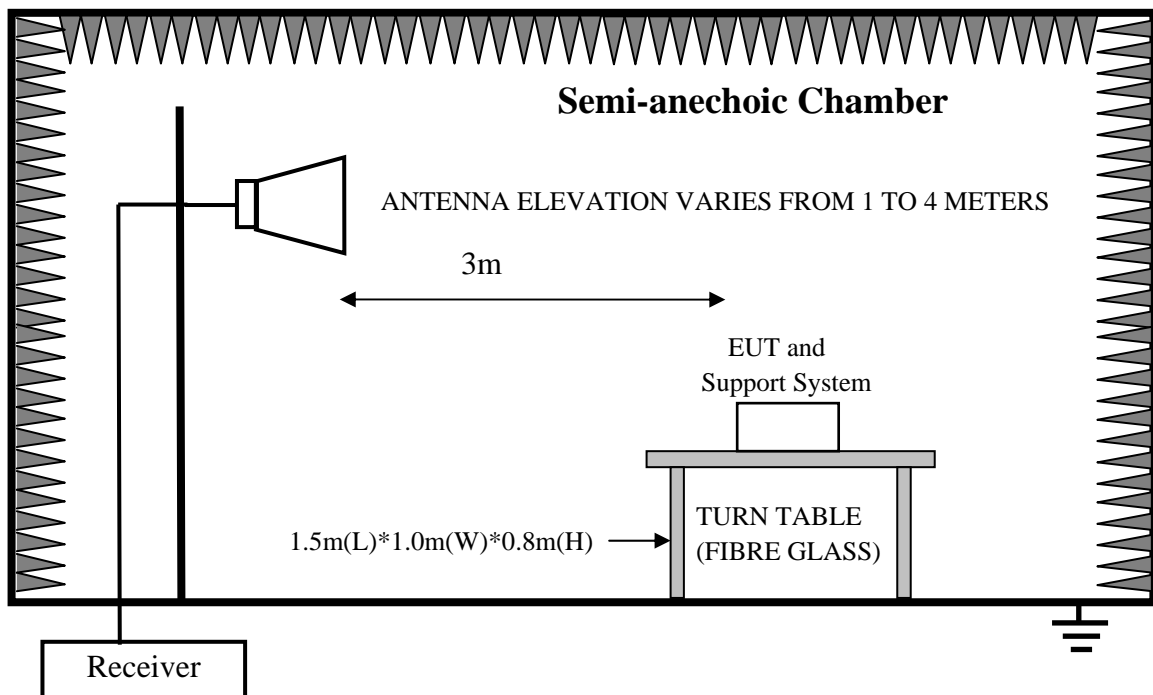 Semi-anechoic Chamber
ANTENNA ELEVATION VARIES FROM 1 TO 4 METERS
3m
EUT and
Support System
1.5m(L)*1.0m(W)*0.8m(H)
TURN TABLE
(FIBRE GLASS)
Receiver